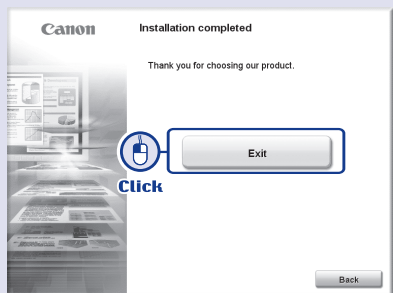 Canon
Installation completed
Thank you for choosing our product.
Exit
Click
Back